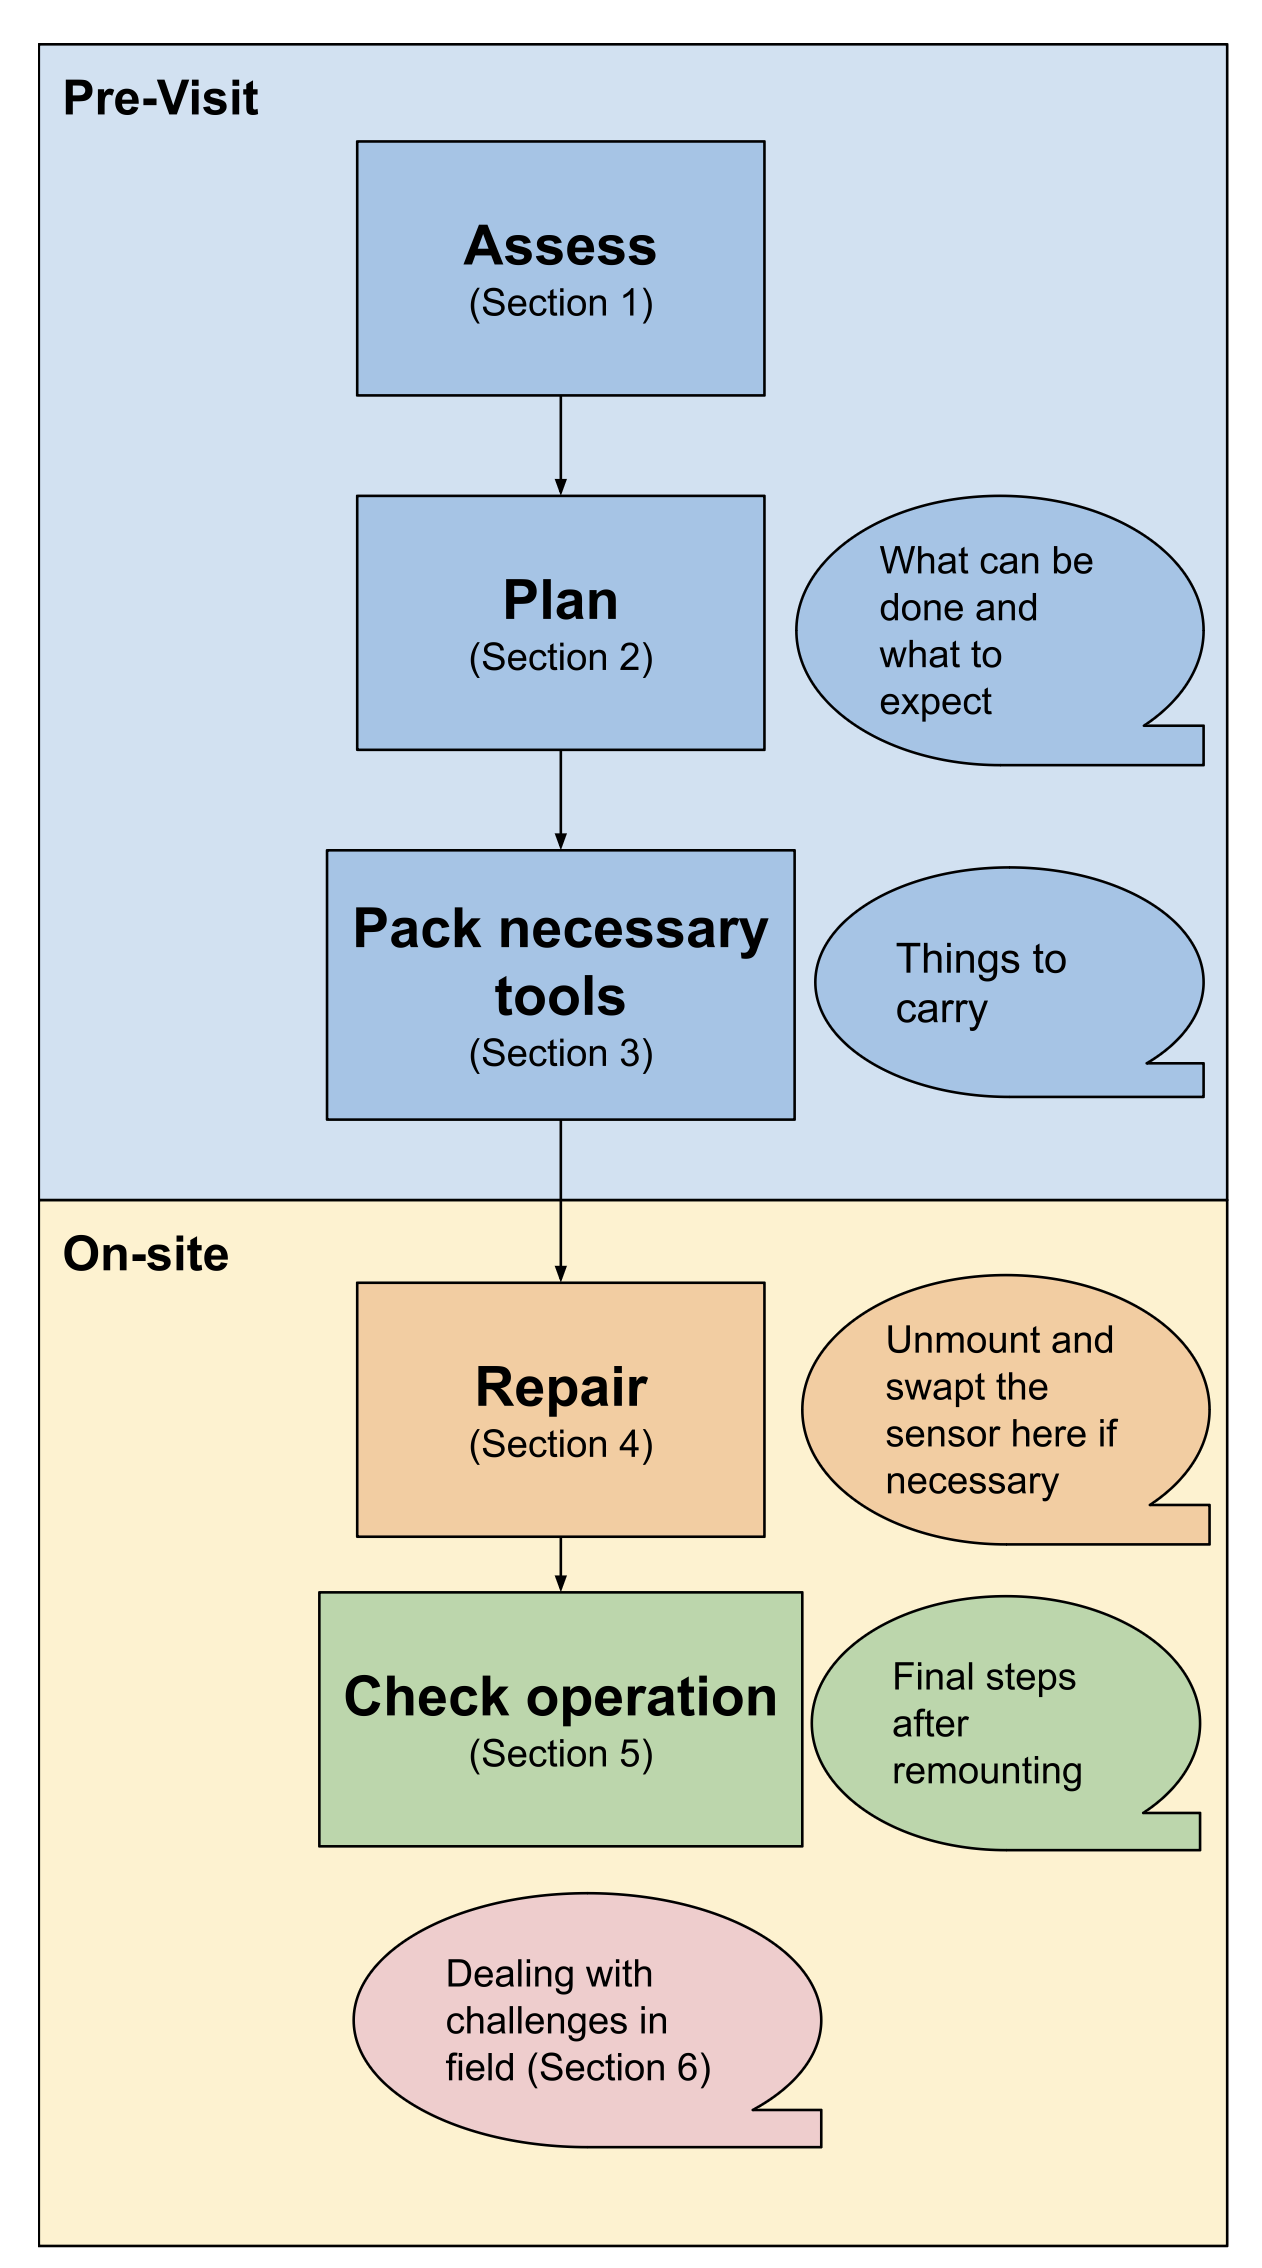 Pre-Visit
Assess
(Section 1)
Plan
(Section 2)
What can be
done and
what to
expect
Pack necessary
tools
(Section 3)
Things to
carry
On-site
Repair
(Section 4)
Unmount and
swapt the
sensor here if
necessary
Check operation
(Section 5)
Final steps
after
remounting
Dealing with
challenges in
field (Section 6)